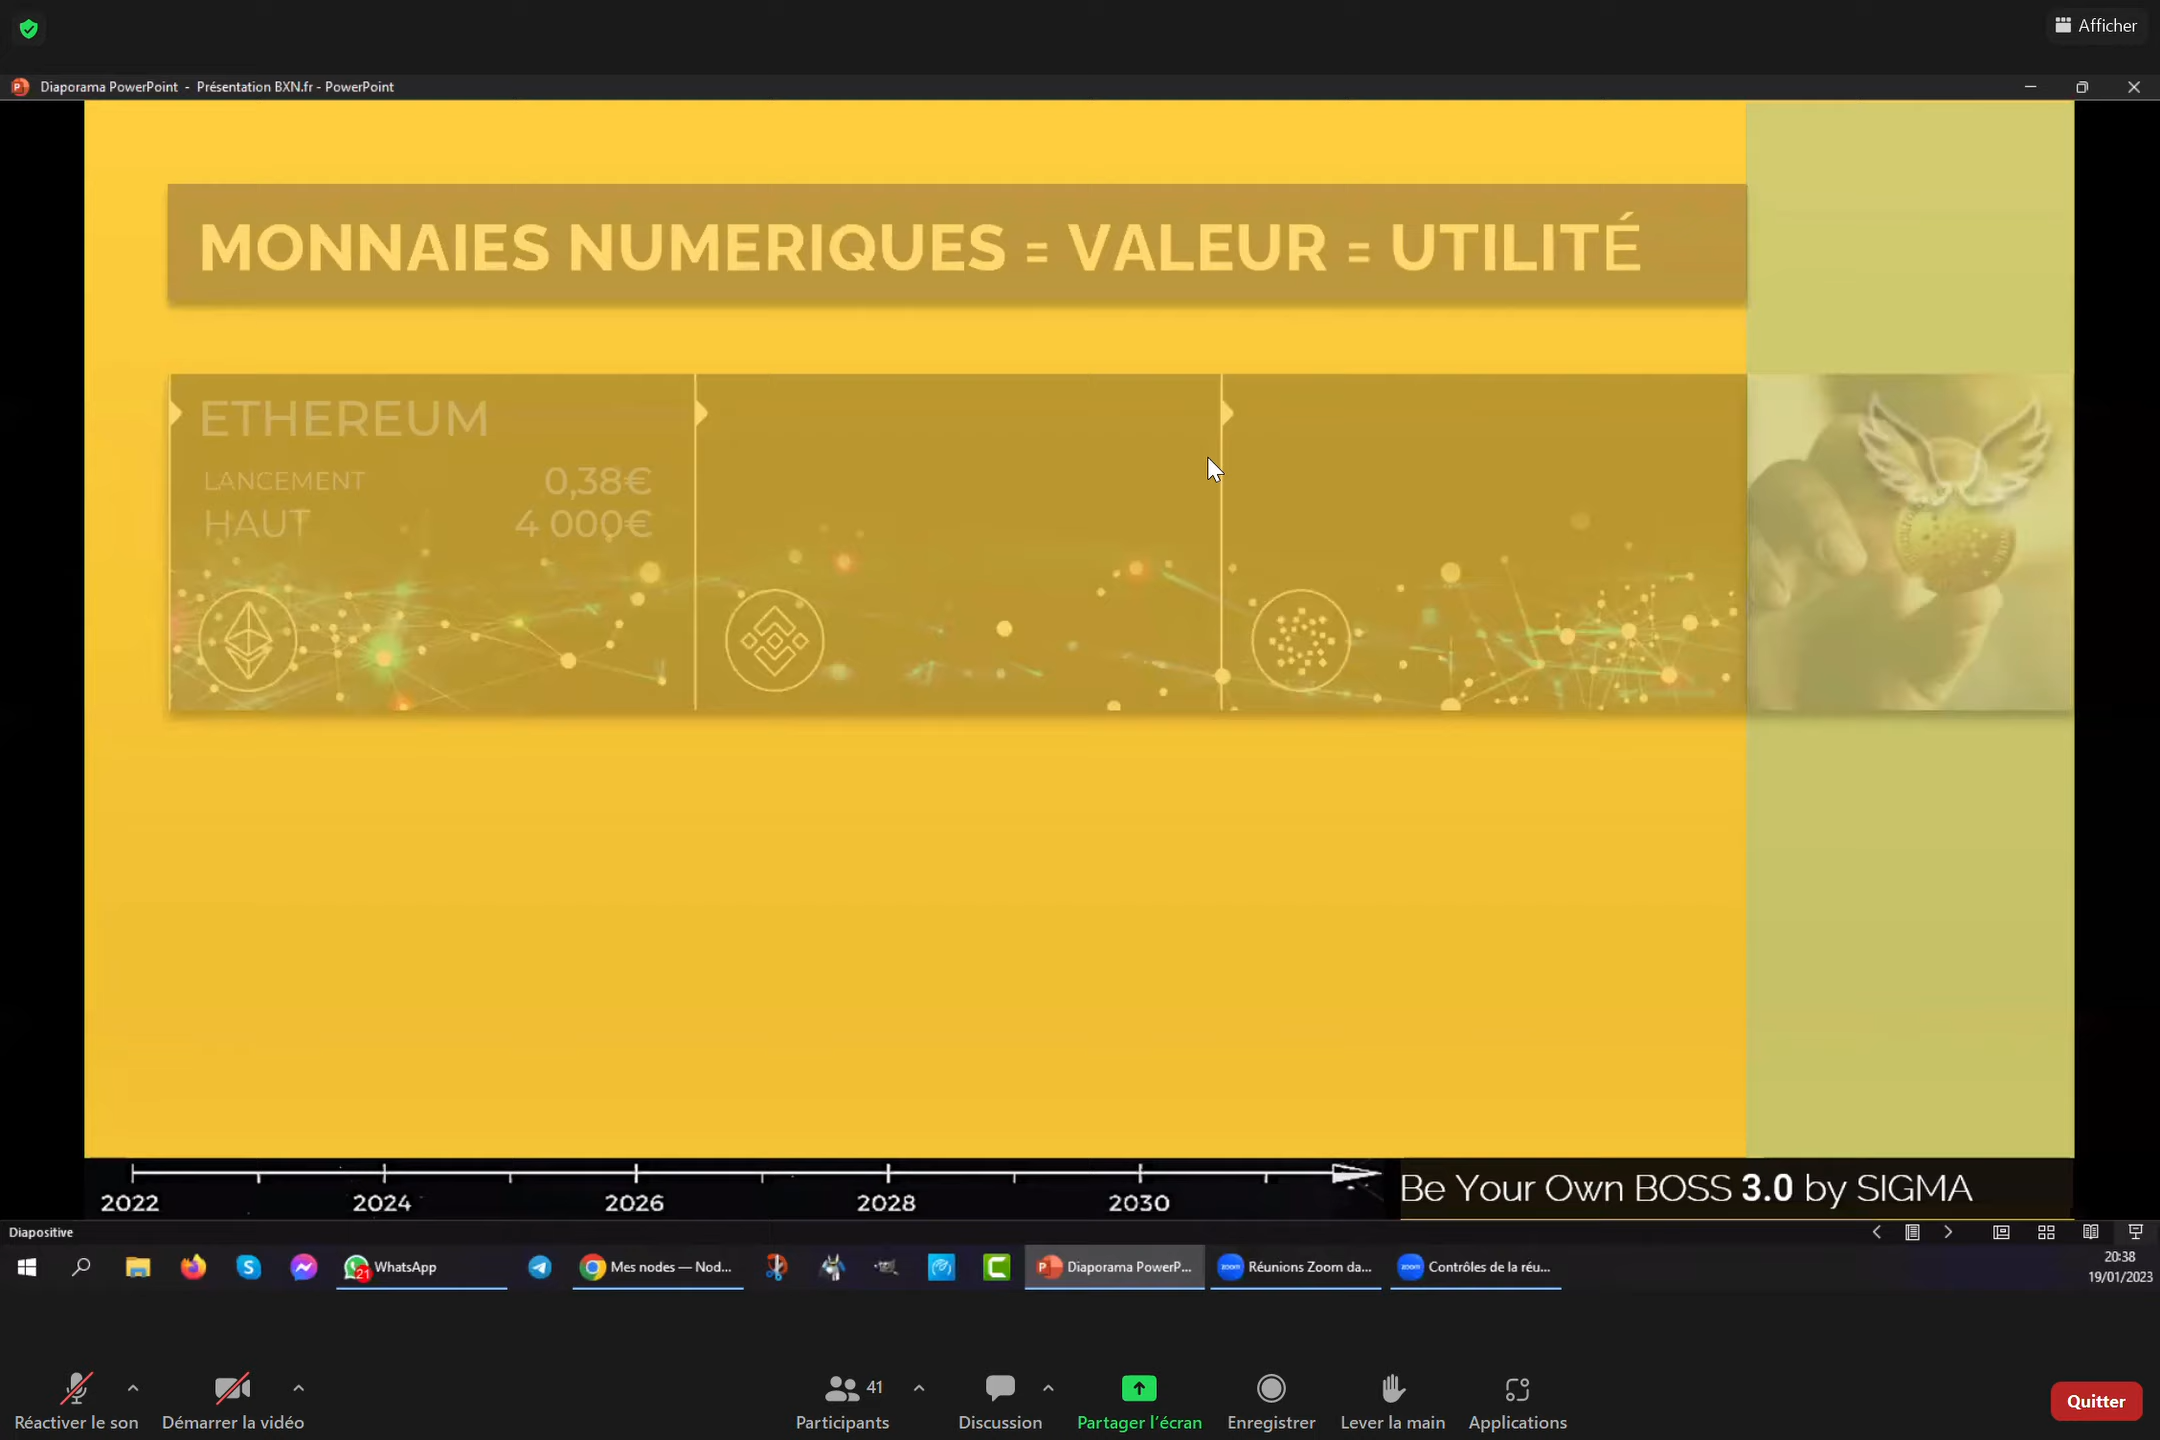 Afficher
Diaporama PowerPoint - Présentation BXN.fr - PowerPoint
MONNAIES NUMERIQUES = VALEUR = UTILITÉ
ETHEREUM
LANCEMENT 0,38€
HAUT 4 000€
2022 2024 2026 2028 2030
Be Your Own BOSS 3.0 by SIGMA
Diapositive
21 WhatsApp
Mes nodes — Nod...
Diaporama PowerP...
zoom Réunions Zoom da...
zoom Contrôles de la réu...
20:38
19/01/2023
41
Réactiver le son
Démarrer la vidéo
Participants
Discussion
Partager l'écran
Enregistrer
Lever la main
Applications
Quitter